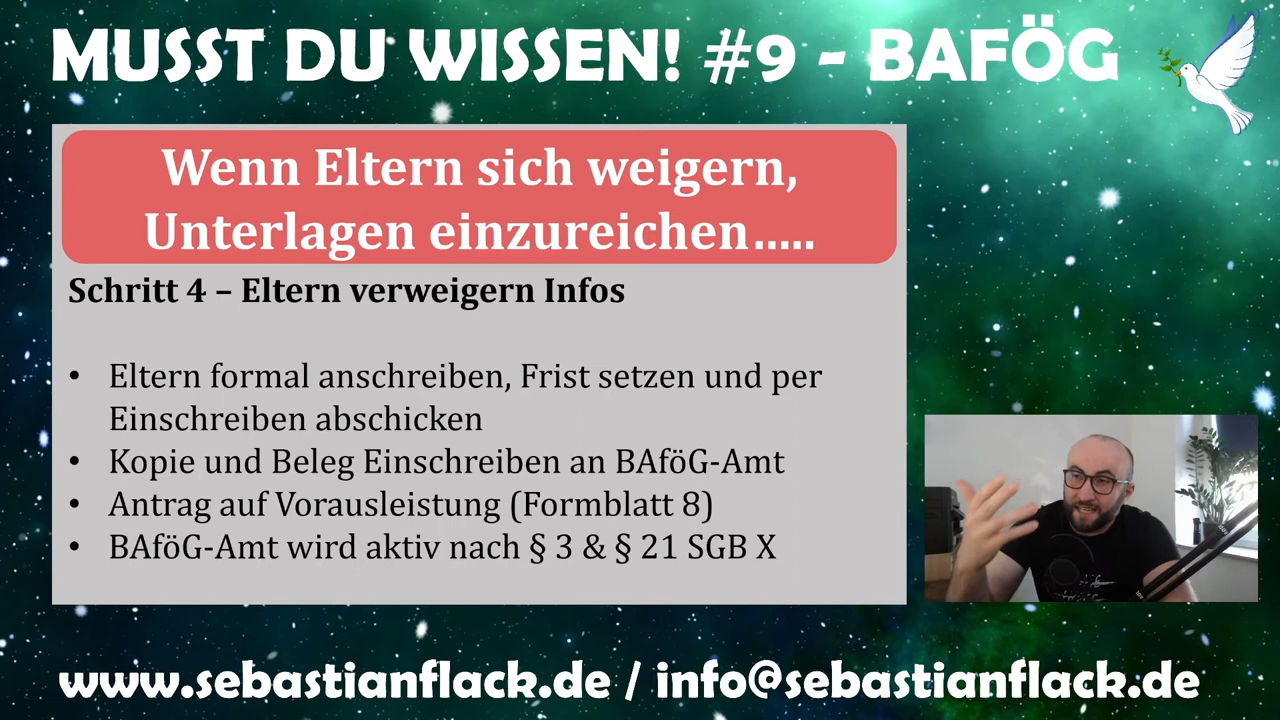 MUSST DU WISSEN! #9 - BAFÖG
Wenn Eltern sich weigern,
Unterlagen einzureichen.....
Schritt 4 – Eltern verweigern Infos
• Eltern formal anschreiben, Frist setzen und per
Einschreiben abschicken
• Kopie und Beleg Einschreiben an BAföG-Amt
• Antrag auf Vorausleistung (Formblatt 8)
• BAföG-Amt wird aktiv nach § 3 & § 21 SGB X
www.sebastianflack.de / info@sebastianflack.de